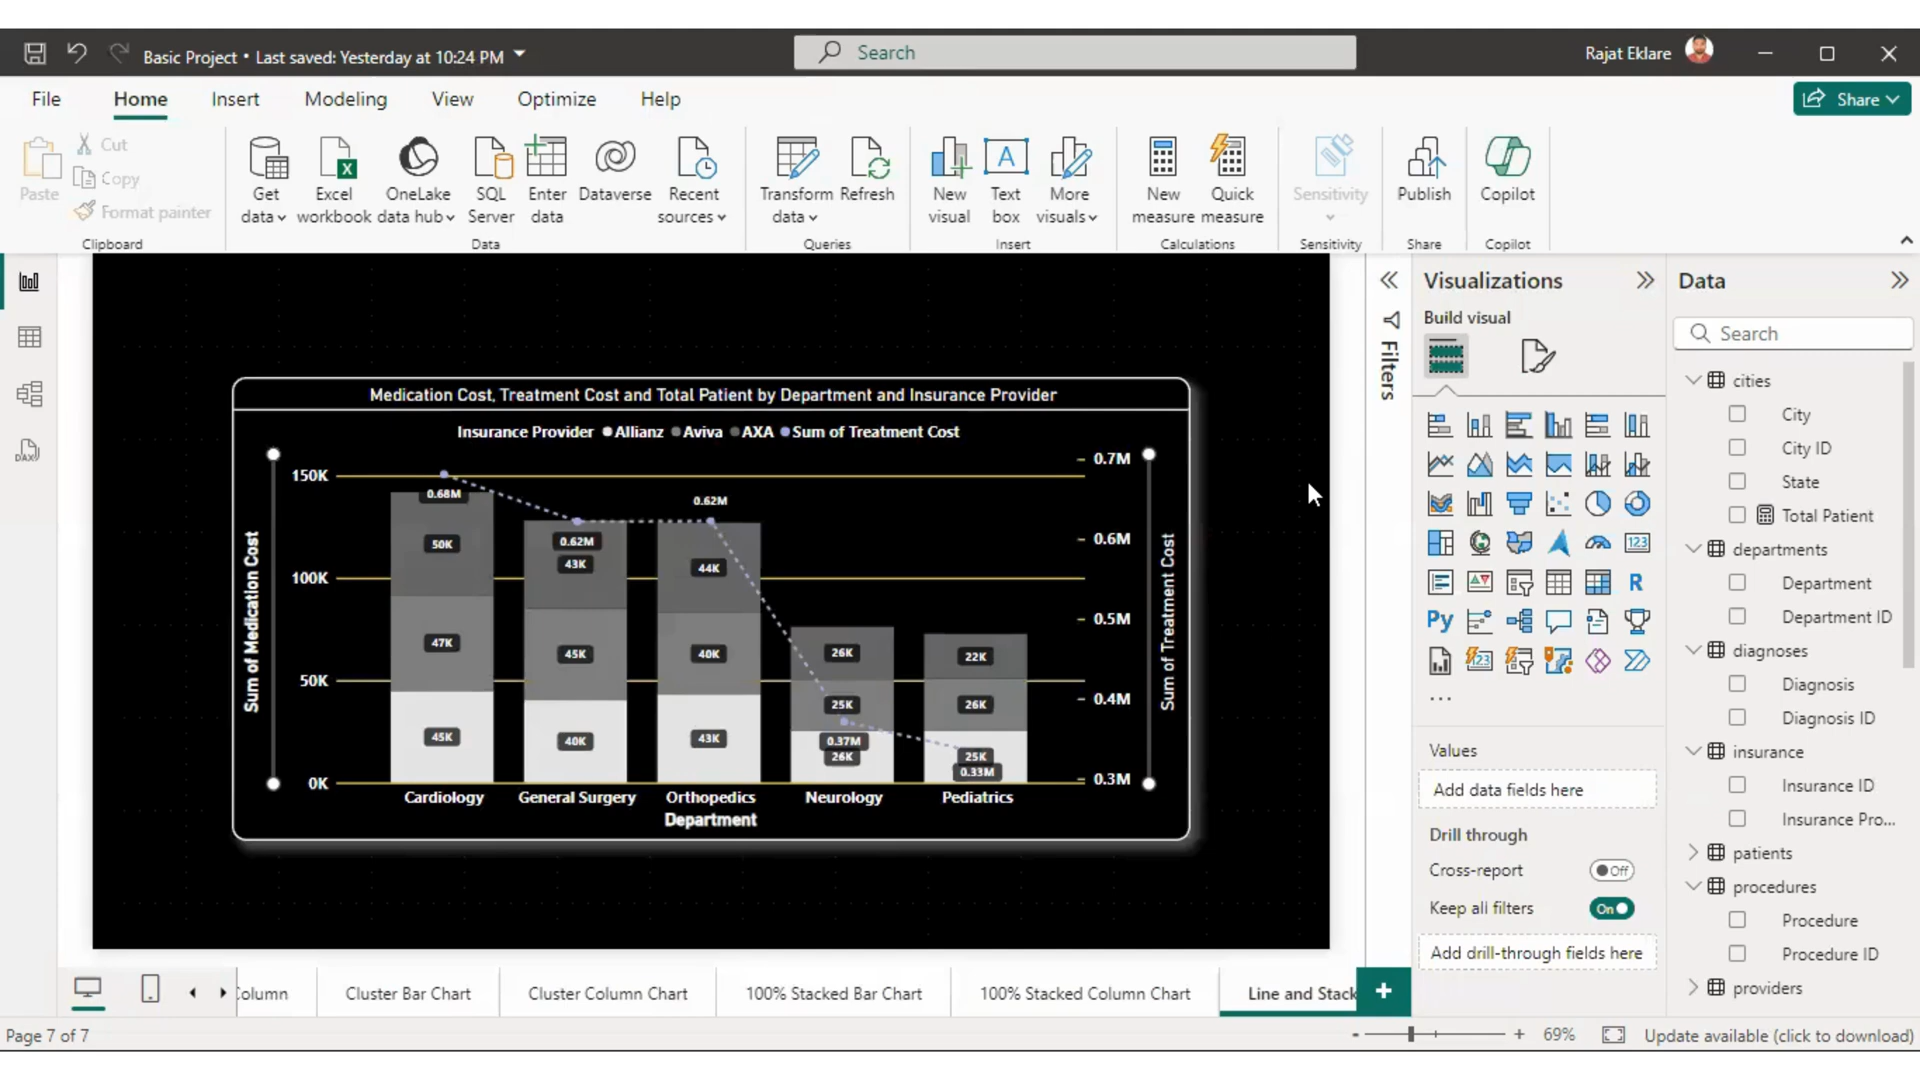 Basic Project • Last saved: Yesterday at 10:24 PM
Search
Rajat Eklare
File
Home
Insert
Modeling
View
Optimize
Help
Share
Paste
Cut
Copy
Format painter
Clipboard
Get data
Excel workbook
OneLake data hub
SQL Server
Enter data
Dataverse
Recent sources
Data
Transform data
Refresh
Queries
New visual
Text box
More visuals
Insert
New measure
Quick measure
Calculations
Sensitivity
Sensitivity
Publish
Share
Copilot
Copilot
Medication Cost, Treatment Cost and Total Patient by Department and Insurance Provider
Insurance Provider Allianz Aviva AXA Sum of Treatment Cost
Sum of Medication Cost
150K
100K
50K
0K
0.68M
50K
47K
45K
0.62M
43K
45K
40K
0.62M
44K
40K
43K
26K
25K
0.37M
26K
22K
26K
25K
0.33M
0.7M
0.6M
0.5M
0.4M
0.3M
Sum of Treatment Cost
Cardiology
General Surgery
Orthopedics
Neurology
Pediatrics
Department
Filters
Visualizations
Build visual
123
R
Py
123
...
Values
Add data fields here
Drill through
Cross-report
Off
Keep all filters
On
Add drill-through fields here
Data
Search
cities
City
City ID
State
Total Patient
departments
Department
Department ID
diagnoses
Diagnosis
Diagnosis ID
insurance
Insurance ID
Insurance Pro...
patients
procedures
Procedure
Procedure ID
providers
DAX
Column
Cluster Bar Chart
Cluster Column Chart
100% Stacked Bar Chart
100% Stacked Column Chart
Line and Stack
+
Page 7 of 7
- + 69%
Update available (click to download)